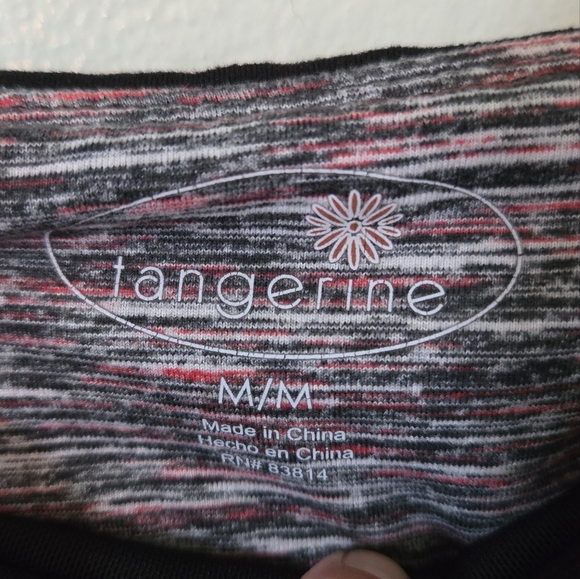 tangerine
M/M
Made in China
Hecho en China
RN# 83814